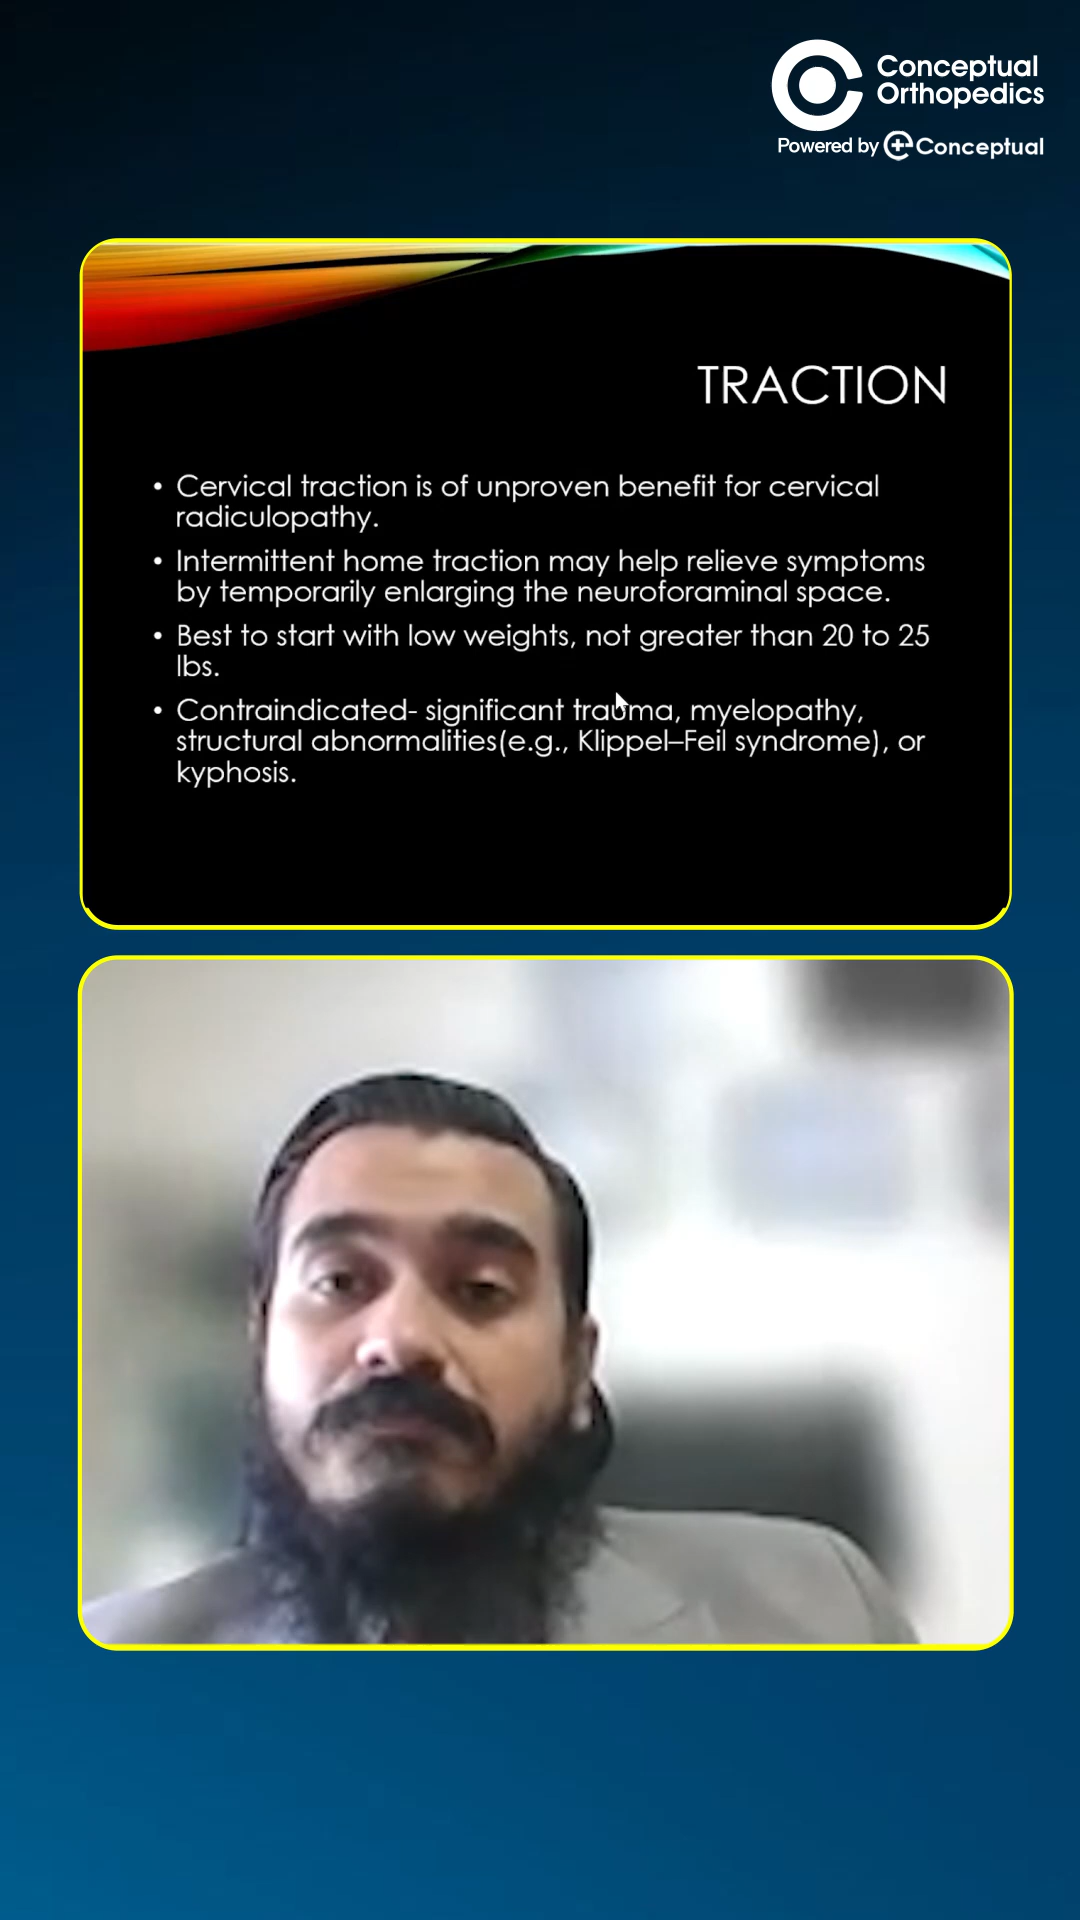 Conceptual
Orthopedics
Powered by Conceptual
TRACTION
• Cervical traction is of unproven benefit for cervical
radiculopathy.
• Intermittent home traction may help relieve symptoms
by temporarily enlarging the neuroforaminal space.
• Best to start with low weights, not greater than 20 to 25
lbs.
• Contraindicated- significant trauma, myelopathy,
structural abnormalities(e.g., Klippel–Feil syndrome), or
kyphosis.